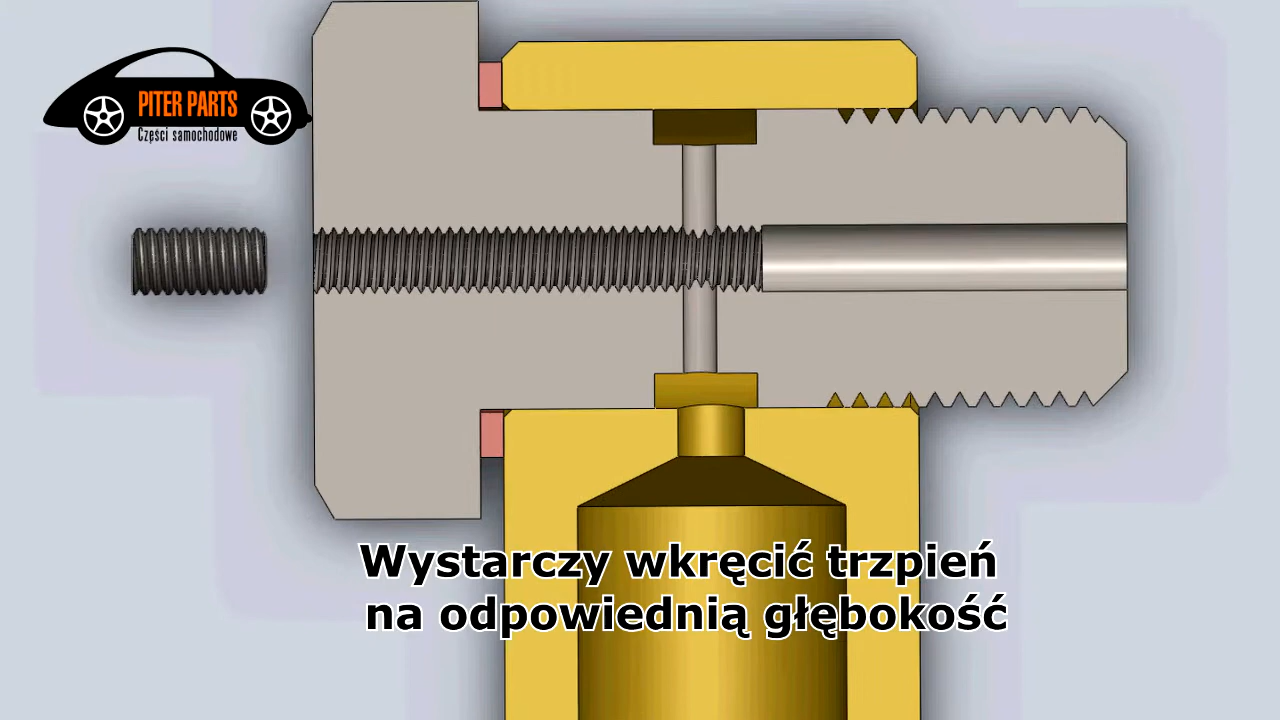 PITER PARTS
Części samochodowe
Wystarczy wkręcić trzpień
na odpowiednią głębokość